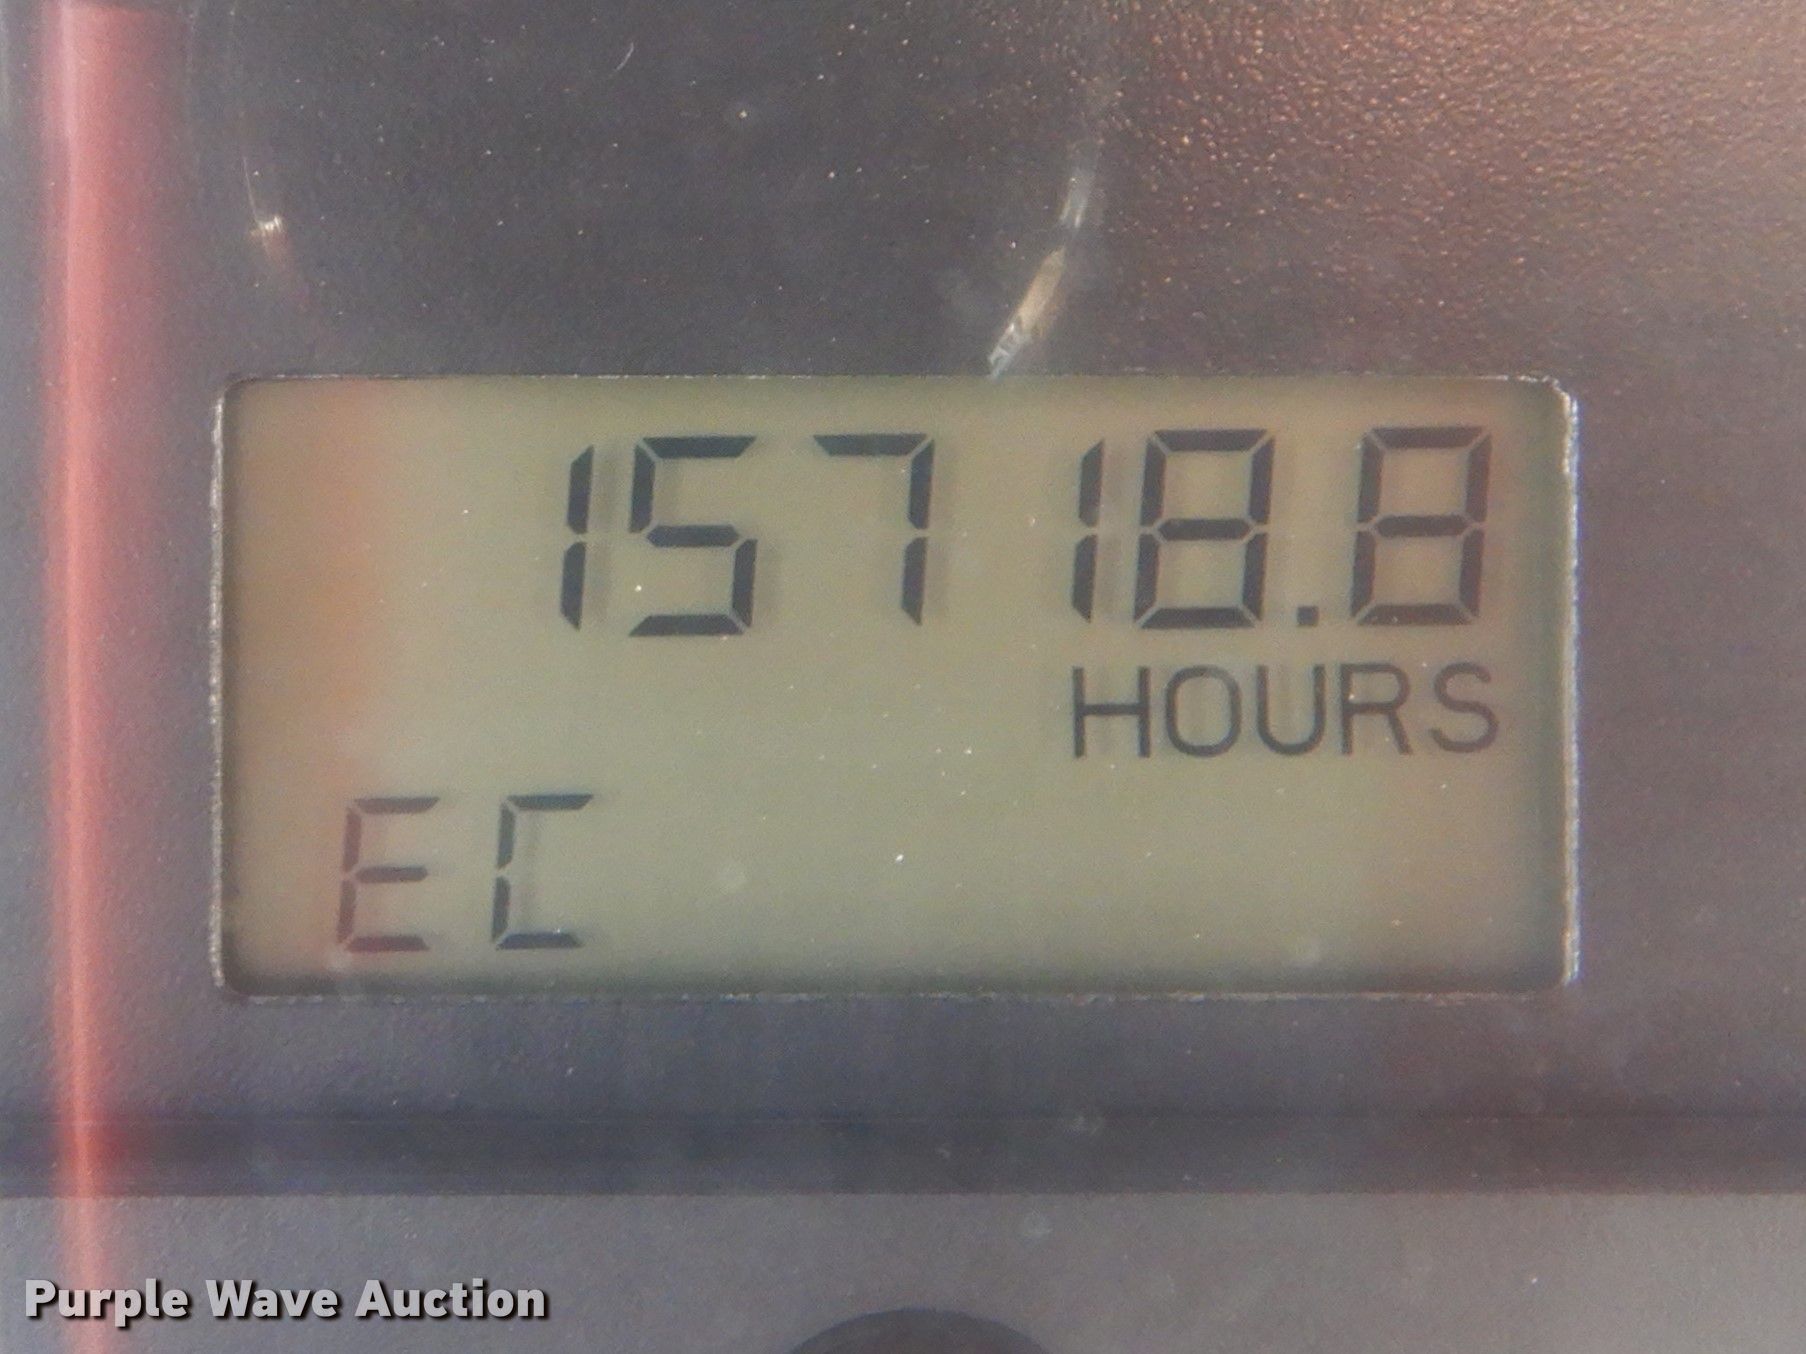 15718.8
HOURS
EC
Purple Wave Auction